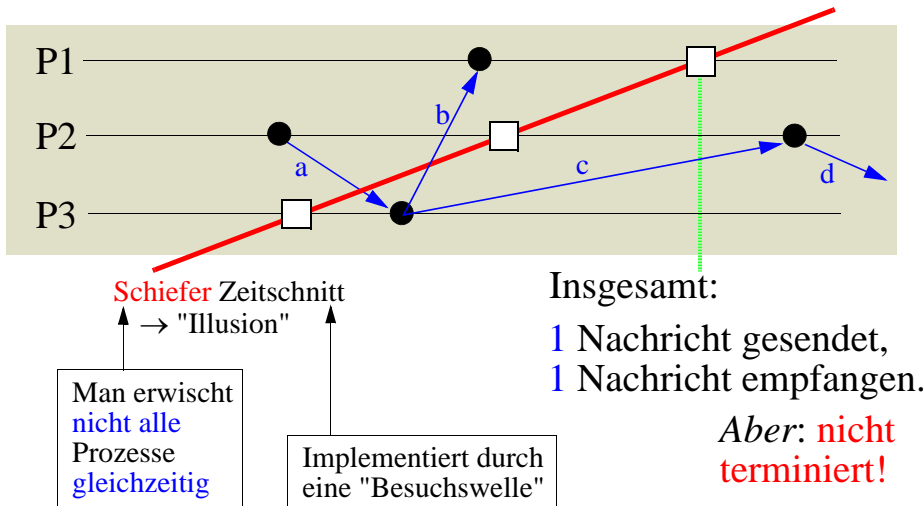 P1
b
P2
a
c
d
P3
Schiefer Zeitschnitt
→ "Illusion"
Man erwischt
nicht alle
Prozesse
gleichzeitig
Implementiert durch
eine "Besuchswelle"
Insgesamt:
1 Nachricht gesendet,
1 Nachricht empfangen.
Aber: nicht
terminiert!